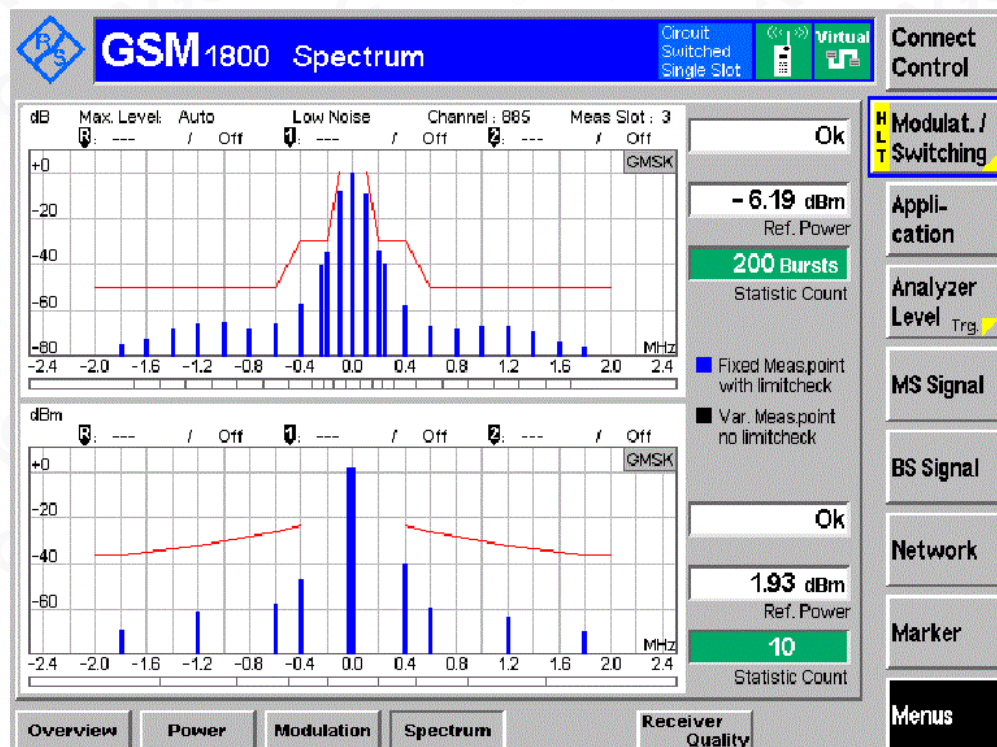 R/S
GSM 1800 Spectrum
Circuit Switched Single Slot
Virtual
Connect Control
dB Max. Level: Auto Low Noise Channel : 885 Meas Slot : 3
R: --- / Off 1: --- / Off 2: --- / Off
GMSK
+0
-20
-40
-60
-80
MHz
-2.4 -2.0 -1.6 -1.2 -0.8 -0.4 0.0 0.4 0.8 1.2 1.6 2.0 2.4
Ok
- 6.19 dBm
Ref. Power
200 Bursts
Statistic Count
Fixed Meas.point
with limitcheck
Var. Meas.point
no limitcheck
dBm
R: --- / Off 1: --- / Off 2: --- / Off
GMSK
+0
-20
-40
-60
MHz
-2.4 -2.0 -1.6 -1.2 -0.8 -0.4 0.0 0.4 0.8 1.2 1.6 2.0 2.4
Ok
1.93 dBm
Ref. Power
10
Statistic Count
HLT
Modulat. /
Switching
Appli-
cation
Analyzer
Level Trg.
MS Signal
BS Signal
Network
Marker
Menus
Overview Power Modulation Spectrum Receiver Quality